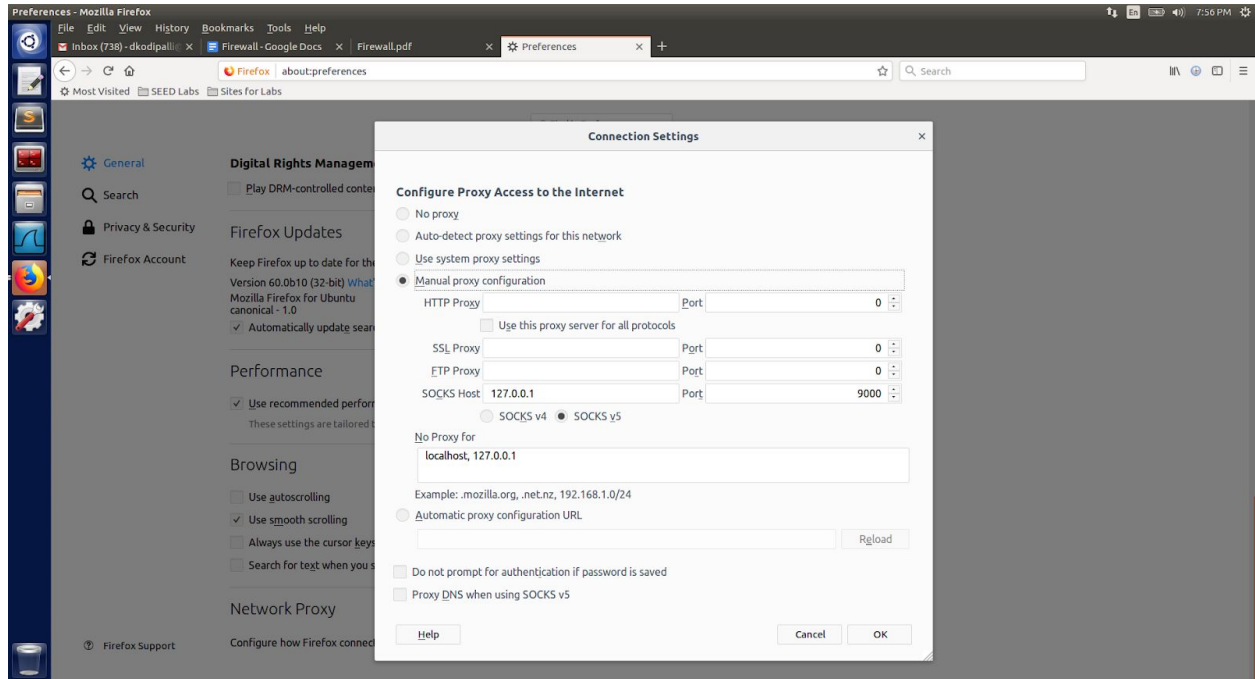 Preferences - Mozilla Firefox
En
7:56 PM
File Edit View History Bookmarks Tools Help
Inbox (738) - dkodipalli
Firewall - Google Docs
Firewall.pdf
Preferences
Firefox
about:preferences
Search
Most Visited
SEED Labs
Sites for Labs
General
Search
Privacy & Security
Firefox Account
Firefox Support
Digital Rights Managem
Play DRM-controlled conte
Firefox Updates
Keep Firefox up to date for the
Version 60.0b10 (32-bit) What'
Mozilla Firefox for Ubuntu
canonical - 1.0
Automatically update sear
Performance
Use recommended perfor
These settings are tailored t
Browsing
Use autoscrolling
Use smooth scrolling
Always use the cursor keys
Search for text when you s
Network Proxy
Configure how Firefox connec
Connection Settings
Configure Proxy Access to the Internet
No proxy
Auto-detect proxy settings for this network
Use system proxy settings
Manual proxy configuration
HTTP Proxy Port 0
Use this proxy server for all protocols
SSL Proxy Port 0
FTP Proxy Port 0
SOCKS Host 127.0.0.1 Port 9000
SOCKS v4 SOCKS v5
No Proxy for
localhost, 127.0.0.1
Example: .mozilla.org, .net.nz, 192.168.1.0/24
Automatic proxy configuration URL
Reload
Do not prompt for authentication if password is saved
Proxy DNS when using SOCKS v5
Help Cancel OK